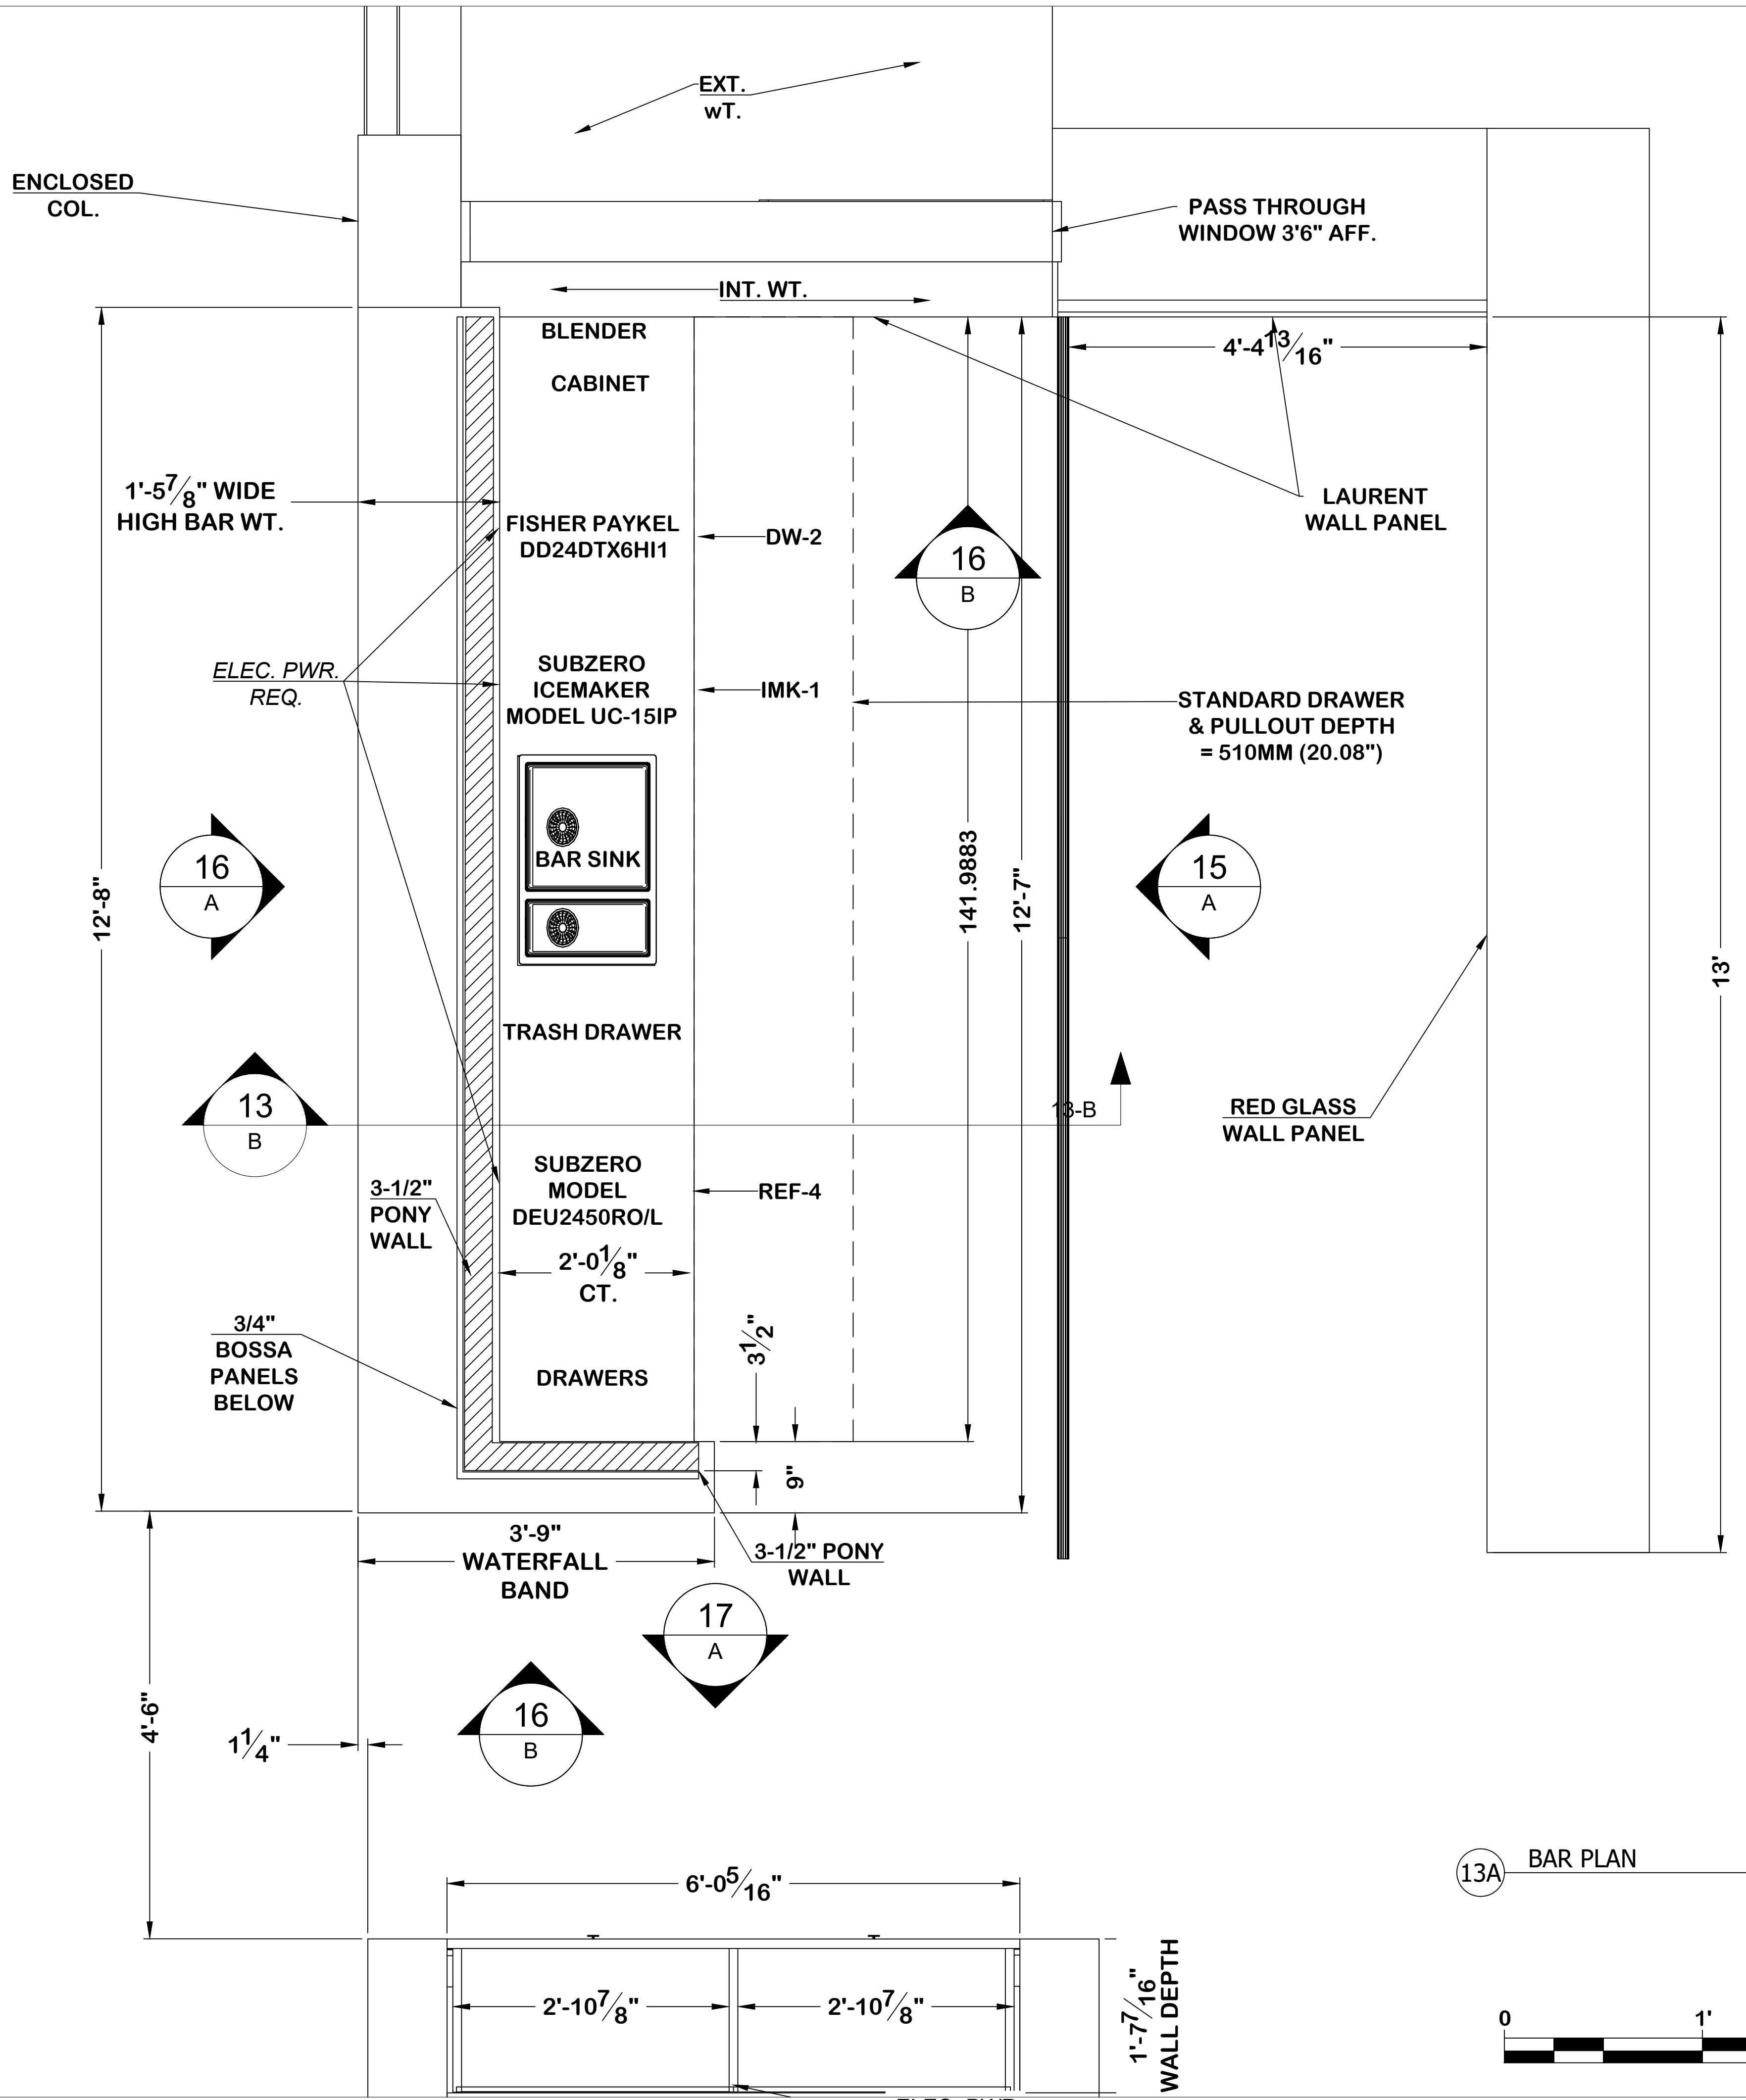 EXT.
wT.
ENCLOSED
COL.
PASS THROUGH
WINDOW 3'6" AFF.
INT. WT.
BLENDER
CABINET
4'-4 13/16"
1'-5 7/8" WIDE
HIGH BAR WT.
LAURENT
WALL PANEL
FISHER PAYKEL
DD24DTX6HI1
DW-2
16
B
ELEC. PWR.
REQ.
SUBZERO
ICEMAKER
MODEL UC-15IP
IMK-1
STANDARD DRAWER
& PULLOUT DEPTH
= 510MM (20.08")
BAR SINK
16
A
12'-8"
141.9883
12'-7"
15
A
13'
TRASH DRAWER
13
B
13-B
RED GLASS
WALL PANEL
SUBZERO
MODEL
DEU2450RO/L
REF-4
3-1/2"
PONY
WALL
2'-0 1/8"
CT.
3/4"
BOSSA
PANELS
BELOW
3 1/2"
DRAWERS
9"
3'-9"
WATERFALL
BAND
3-1/2" PONY
WALL
17
A
4'-6"
16
B
1 1/4"
13A
BAR PLAN
6'-0 5/16"
2'-10 7/8"
2'-10 7/8"
1'-7 7/16"
WALL DEPTH
0
1'